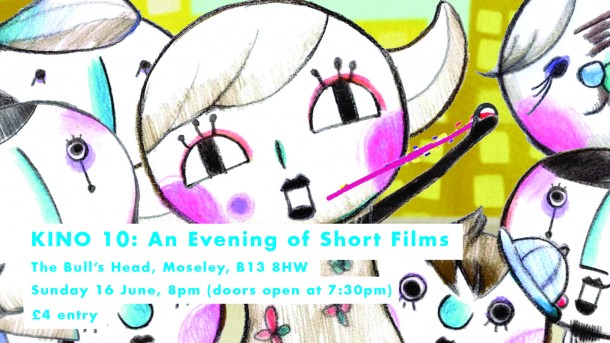 KINO 10: An Evening of Short Films
The Bull's Head, Moseley, B13 8HW
Sunday 16 June, 8pm (doors open at 7:30pm)
£4 entry